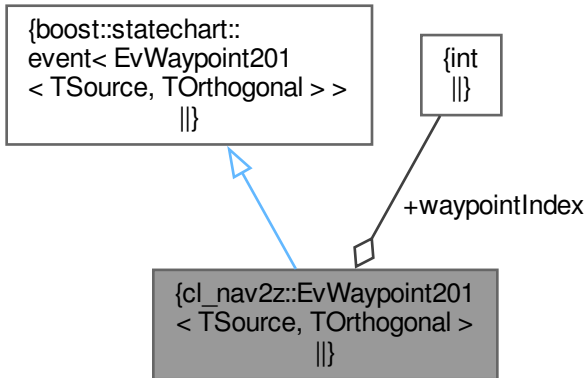 {boost::statechart::
event< EvWaypoint201
< TSource, TOrthogonal > >
||}
{int
||}
+waypointIndex
{cl_nav2z::EvWaypoint201
< TSource, TOrthogonal >
||}